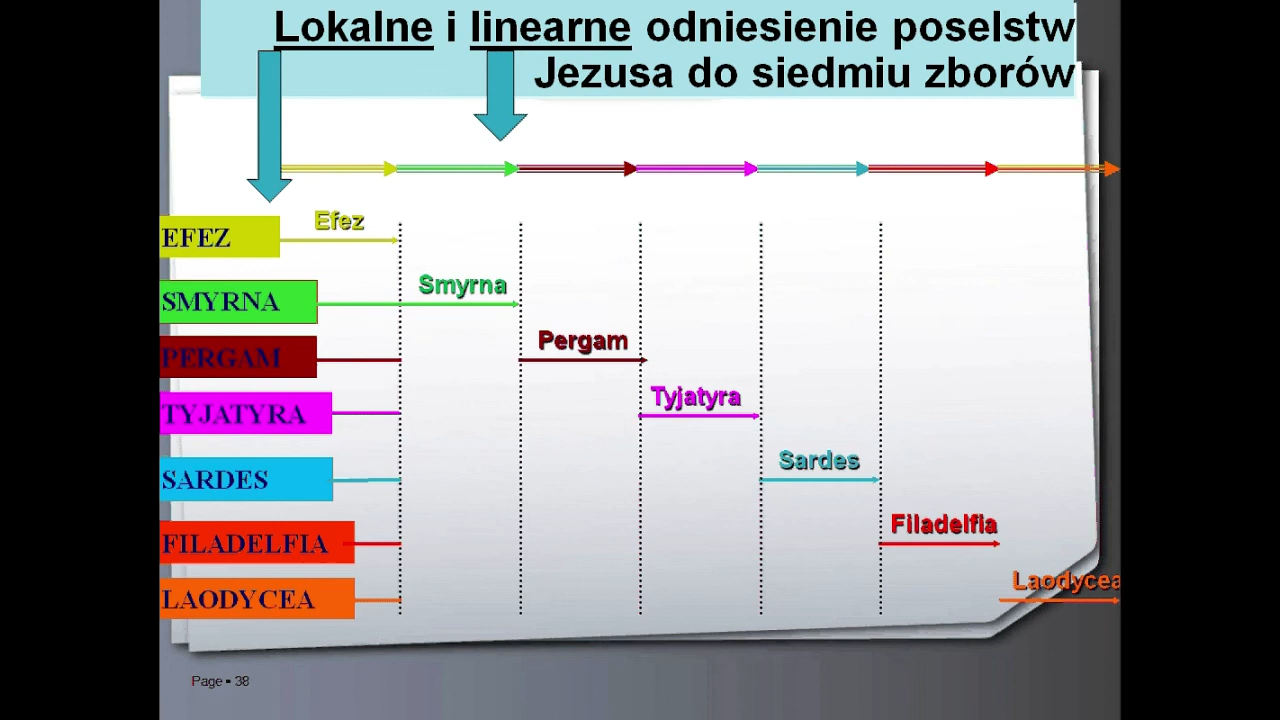 Lokalne i linearne odniesienie poselstw
Jezusa do siedmiu zborów
EFEZ
Efez
SMYRNA
Smyrna
PERGAM
Pergam
TYJATYRA
Tyjatyra
SARDES
Sardes
FILADELFIA
Filadelfia
LAODYCEA
Laodycea
Page ▪ 38